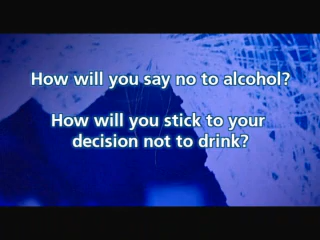 How will you say no to alcohol?
How will you stick to your
decision not to drink?